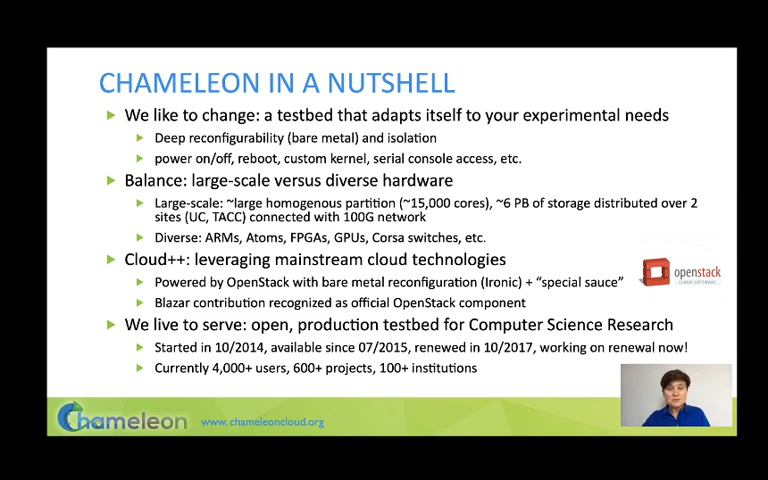 CHAMELEON IN A NUTSHELL
We like to change: a testbed that adapts itself to your experimental needs
Deep reconfigurability (bare metal) and isolation
power on/off, reboot, custom kernel, serial console access, etc.
Balance: large-scale versus diverse hardware
Large-scale: ~large homogenous partition (~15,000 cores), ~6 PB of storage distributed over 2
sites (UC, TACC) connected with 100G network
Diverse: ARMs, Atoms, FPGAs, GPUs, Corsa switches, etc.
Cloud++: leveraging mainstream cloud technologies
Powered by OpenStack with bare metal reconfiguration (Ironic) + “special sauce”
Blazar contribution recognized as official OpenStack component
openstack
CLOUD SOFTWARE
We live to serve: open, production testbed for Computer Science Research
Started in 10/2014, available since 07/2015, renewed in 10/2017, working on renewal now!
Currently 4,000+ users, 600+ projects, 100+ institutions
Chameleon
www.chameleoncloud.org